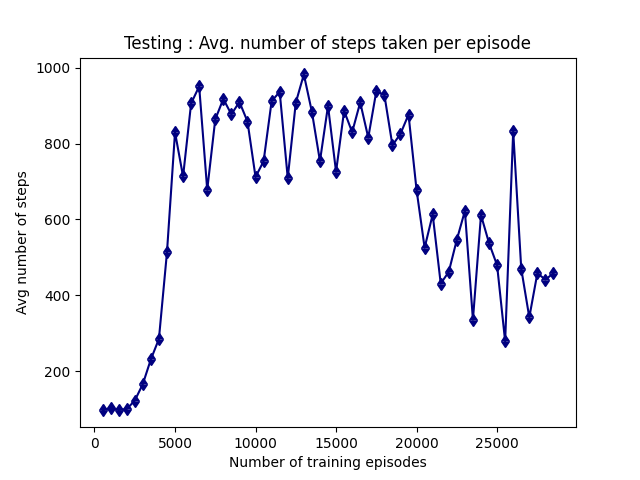 Testing : Avg. number of steps taken per episode
1000
800
600
400
200
Avg number of steps
0 5000 10000 15000 20000 25000
Number of training episodes